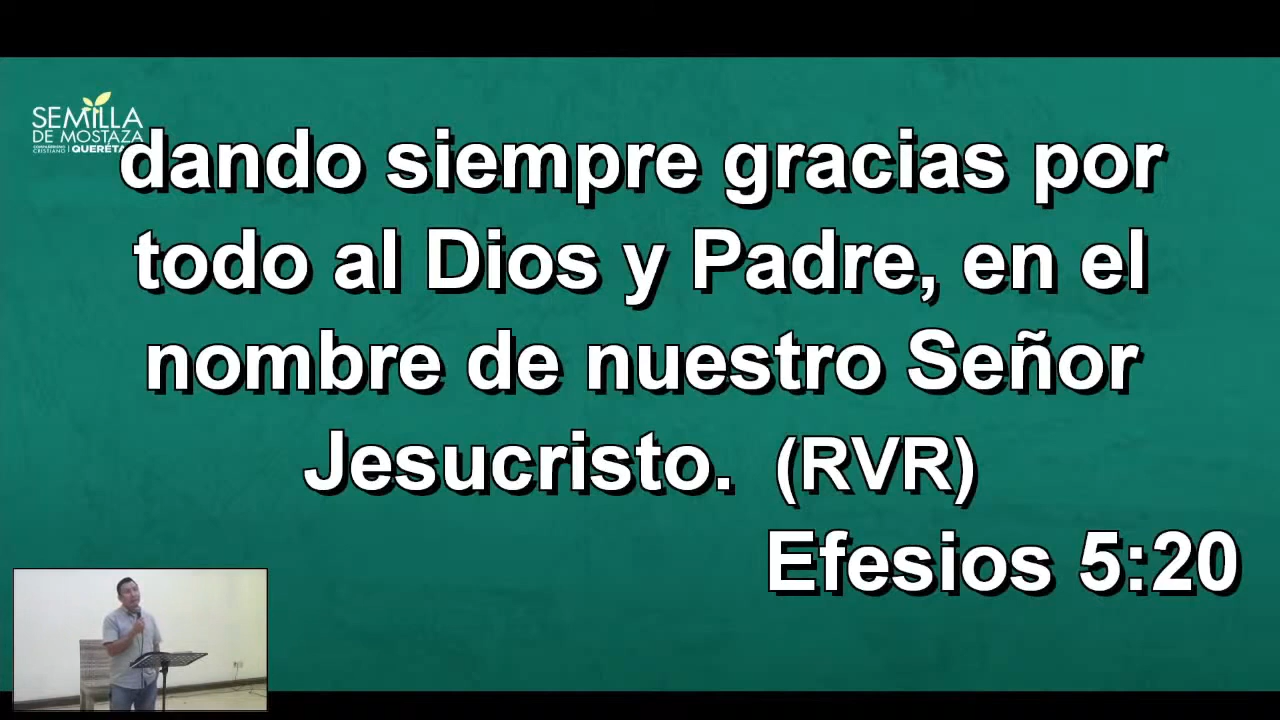 SEMILLA
DE MOSTAZA
dando siempre gracias por
todo al Dios y Padre, en el
nombre de nuestro Señor
Jesucristo. (RVR)
Efesios 5:20